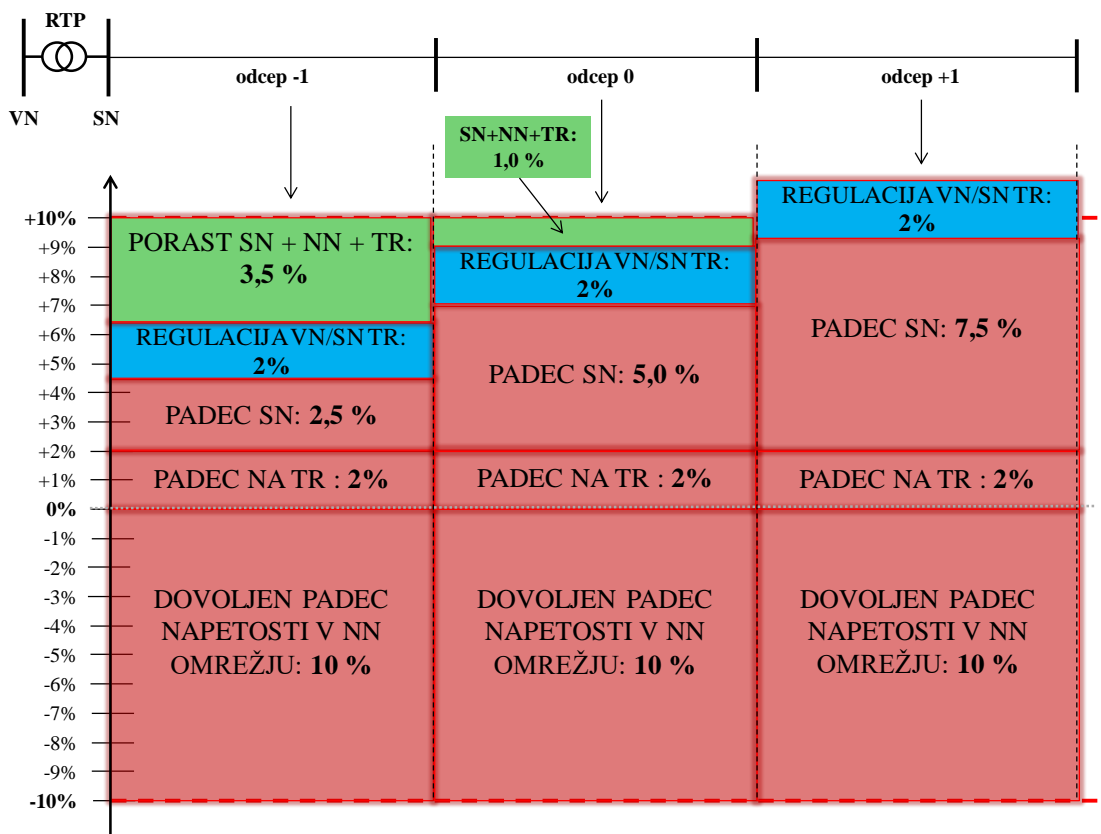 RTP
odcep -1
odcep 0
odcep +1
VN
SN
SN+NN+TR:
1,0 %
+10%
+9%
+8%
+7%
+6%
+5%
+4%
+3%
+2%
+1%
0%
-1%
-2%
-3%
-4%
-5%
-6%
-7%
-8%
-9%
-10%
PORAST SN + NN + TR:
3,5 %
REGULACIJA VN/SN TR:
2%
PADEC SN: 2,5 %
PADEC NA TR : 2%
DOVOLJEN PADEC
NAPETOSTI V NN
OMREŽJU: 10 %
REGULACIJA VN/SN TR:
2%
PADEC SN: 5,0 %
PADEC NA TR : 2%
DOVOLJEN PADEC
NAPETOSTI V NN
OMREŽJU: 10 %
REGULACIJA VN/SN TR:
2%
PADEC SN: 7,5 %
PADEC NA TR : 2%
DOVOLJEN PADEC
NAPETOSTI V NN
OMREŽJU: 10 %